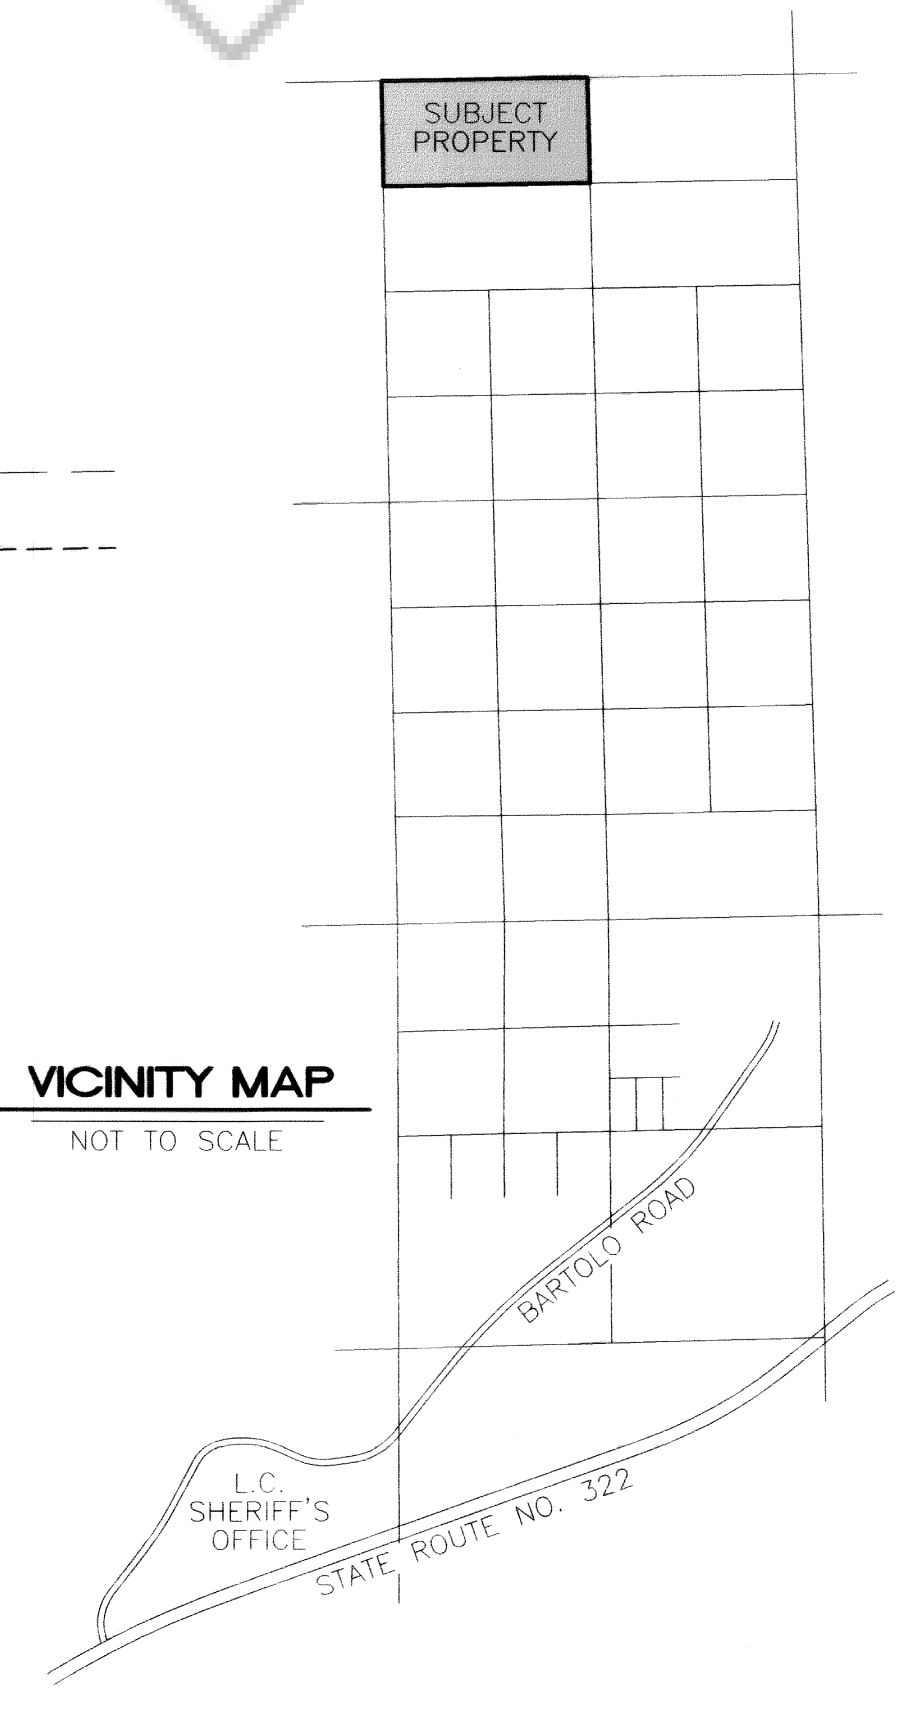 SUBJECT
PROPERTY
VICINITY MAP
NOT TO SCALE
BARTOLO ROAD
L.C.
SHERIFF'S
OFFICE
STATE ROUTE NO. 322